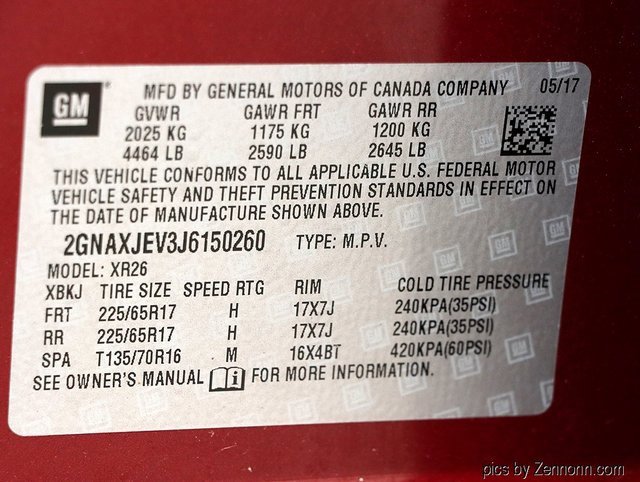 GM
MFD BY GENERAL MOTORS OF CANADA COMPANY 05/17
GVWR GAWR FRT GAWR RR
2025 KG 1175 KG 1200 KG
4464 LB 2590 LB 2645 LB
THIS VEHICLE CONFORMS TO ALL APPLICABLE U.S. FEDERAL MOTOR
VEHICLE SAFETY AND THEFT PREVENTION STANDARDS IN EFFECT ON
THE DATE OF MANUFACTURE SHOWN ABOVE.
2GNAXJEV3J6150260 TYPE: M.P.V.
MODEL: XR26
XBKJ TIRE SIZE SPEED RTG RIM COLD TIRE PRESSURE
FRT 225/65R17 H 17X7J 240KPA(35PSI)
RR 225/65R17 H 17X7J 240KPA(35PSI)
SPA T135/70R16 M 16X4BT 420KPA(60PSI)
SEE OWNER'S MANUAL i FOR MORE INFORMATION.
pics by Zennonn.com